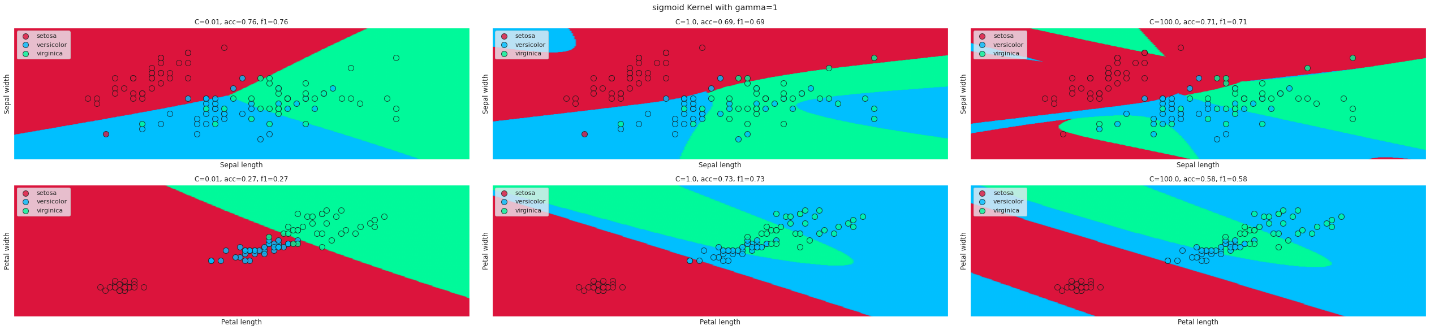 sigmoid Kernel with gamma=1
C=0.01, acc=0.76, f1=0.76
setosa
versicolor
virginica
Sepal width
Sepal length
C=1.0, acc=0.69, f1=0.69
setosa
versicolor
virginica
Sepal width
Sepal length
C=100.0, acc=0.71, f1=0.71
setosa
versicolor
virginica
Sepal width
Sepal length
C=0.01, acc=0.27, f1=0.27
setosa
versicolor
virginica
Petal width
Petal length
C=1.0, acc=0.73, f1=0.73
setosa
versicolor
virginica
Petal width
Petal length
C=100.0, acc=0.58, f1=0.58
setosa
versicolor
virginica
Petal width
Petal length